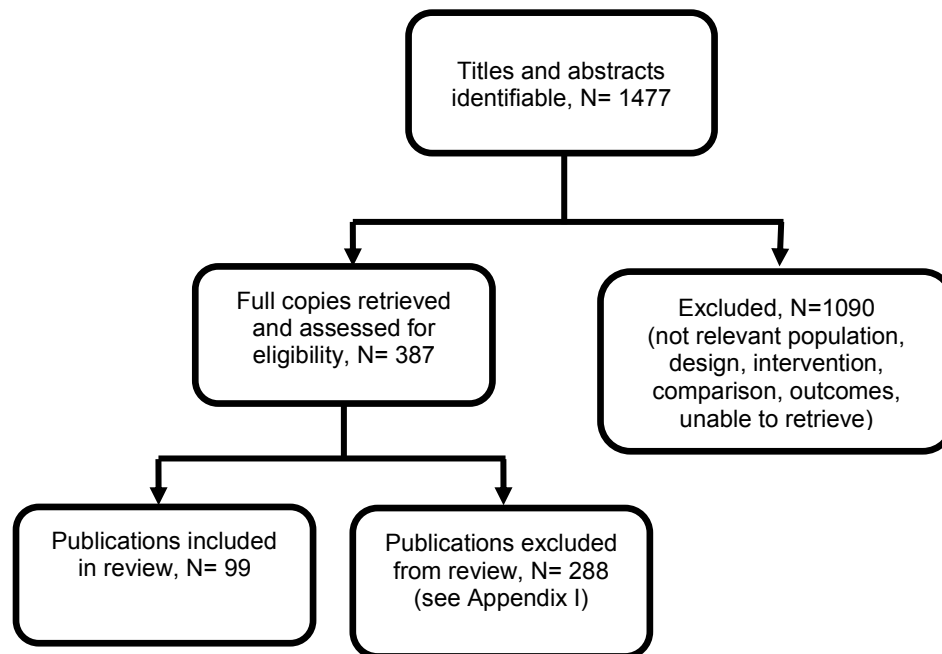 Titles and abstracts
identifiable, N= 1477
Full copies retrieved
and assessed for
eligibility, N= 387
Excluded, N=1090
(not relevant population,
design, intervention,
comparison, outcomes,
unable to retrieve)
Publications included
in review, N= 99
Publications excluded
from review, N= 288
(see Appendix I)